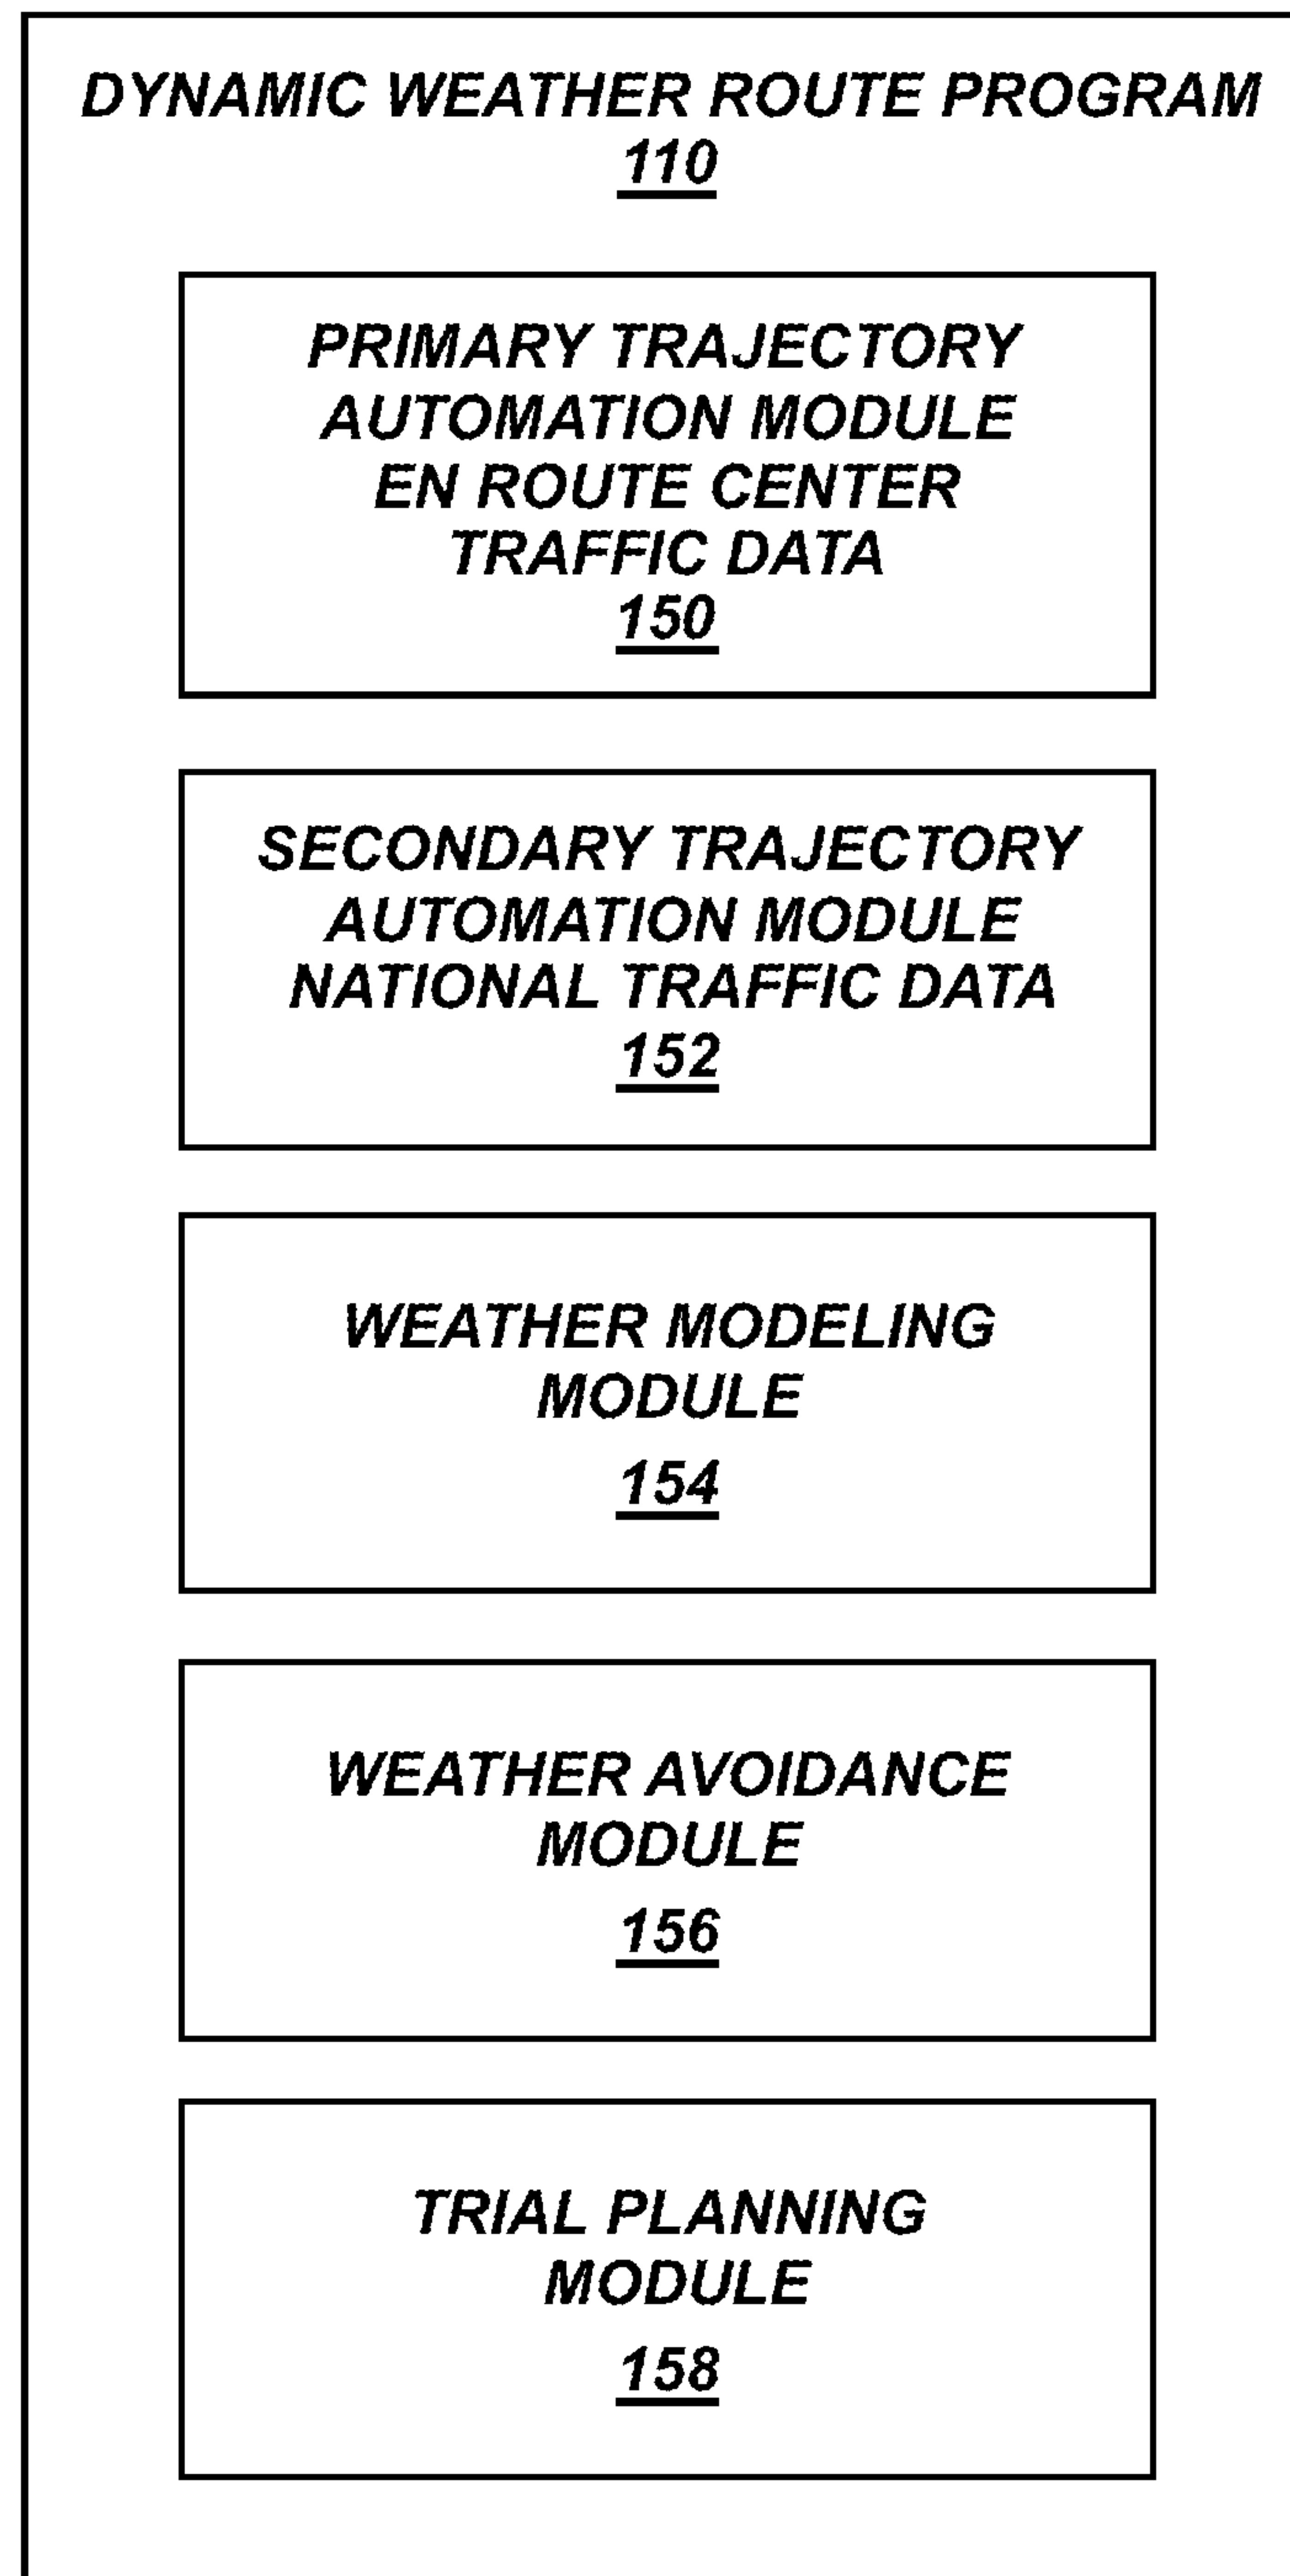 DYNAMIC WEATHER ROUTE PROGRAM
110
PRIMARY TRAJECTORY
AUTOMATION MODULE
EN ROUTE CENTER
TRAFFIC DATA
150
SECONDARY TRAJECTORY
AUTOMATION MODULE
NATIONAL TRAFFIC DATA
152
WEATHER MODELING
MODULE
154
WEATHER AVOIDANCE
MODULE
156
TRIAL PLANNING
MODULE
158